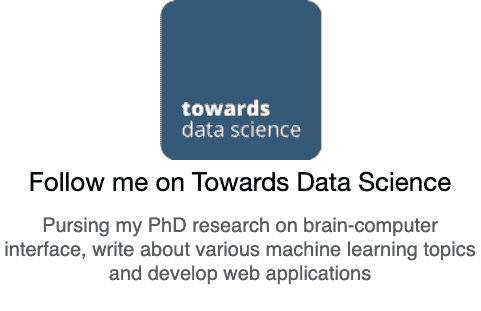 towards
data science
Follow me on Towards Data Science
Pursing my PhD research on brain-computer
interface, write about various machine learning topics
and develop web applications